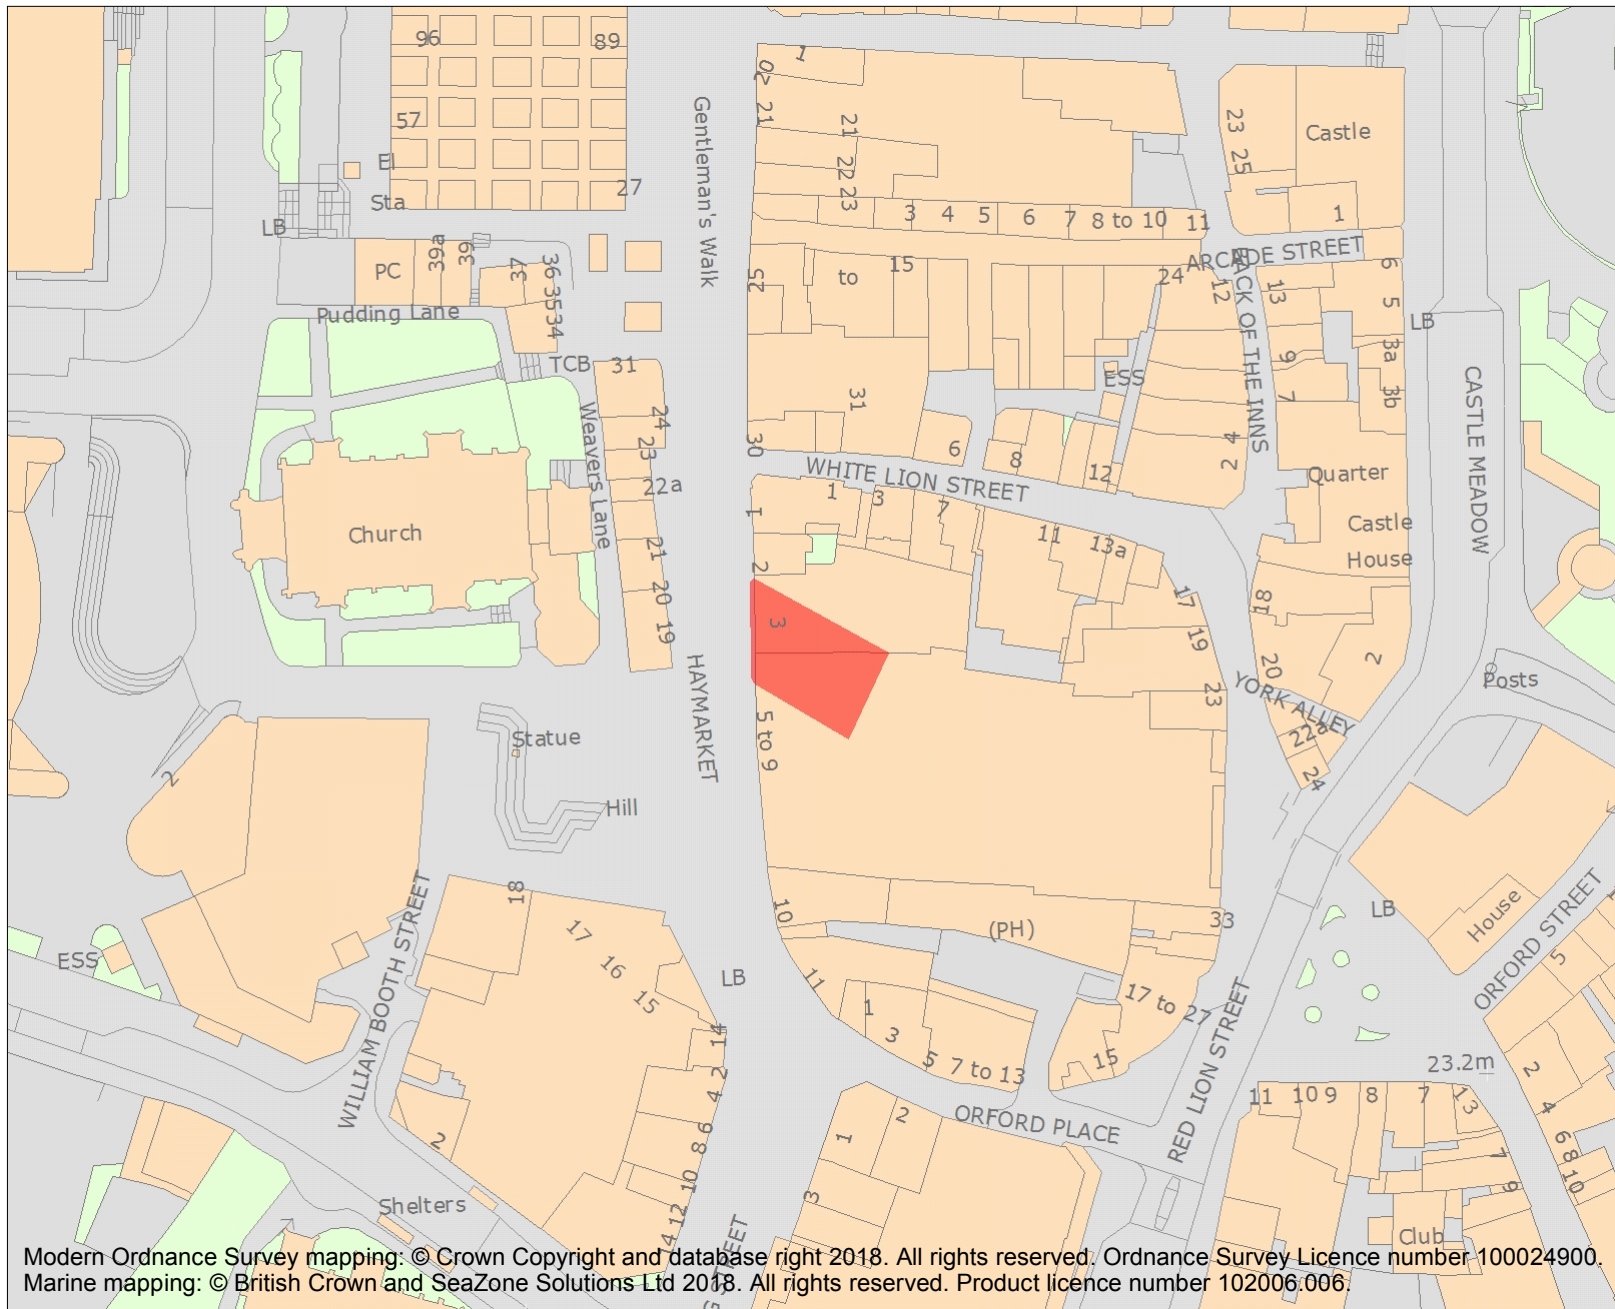 96
89
1
20
21
Gentleman's Walk
57
El
Sta
27
21
22
23
23
25
Castle
LB
3
4
5
6
7
8 to 10
11
1
ARCADE STREET
PC
39a
39
37
36
35
34
25
to
15
24
12
BACK OF THE INNS
13
6
5
LB
Pudding Lane
TCB
31
24
23
22a
Weavers Lane
31
30
ESS
9
7
3a
3b
CASTLE MEADOW
6
8
12
4
2
WHITE LION STREET
Quarter
Castle
House
Church
21
20
19
1
2
1
3
7
11
13a
17
19
18
20
2
3
HAYMARKET
23
YORK ALLEY
22a
24
Posts
Statue
Hill
5 to 9
2
18
17
16
15
10
(PH)
33
LB
House
ORFORD STREET
5
ESS
WILLIAM BOOTH STREET
LB
11
1
3
5
7 to 13
17 to 27
15
RED LION STREET
14
2
4
6
8
10
12
14
23.2m
11
10
9
8
7
13
2
4
6
8
10
7
9
ORFORD PLACE
2
1
3
2
Shelters
Club
G STREET
Modern Ordnance Survey mapping: © Crown Copyright and database right 2018. All rights reserved. Ordnance Survey Licence number 100024900.
Marine mapping: © British Crown and SeaZone Solutions Ltd 2018. All rights reserved. Product licence number 102006.006.